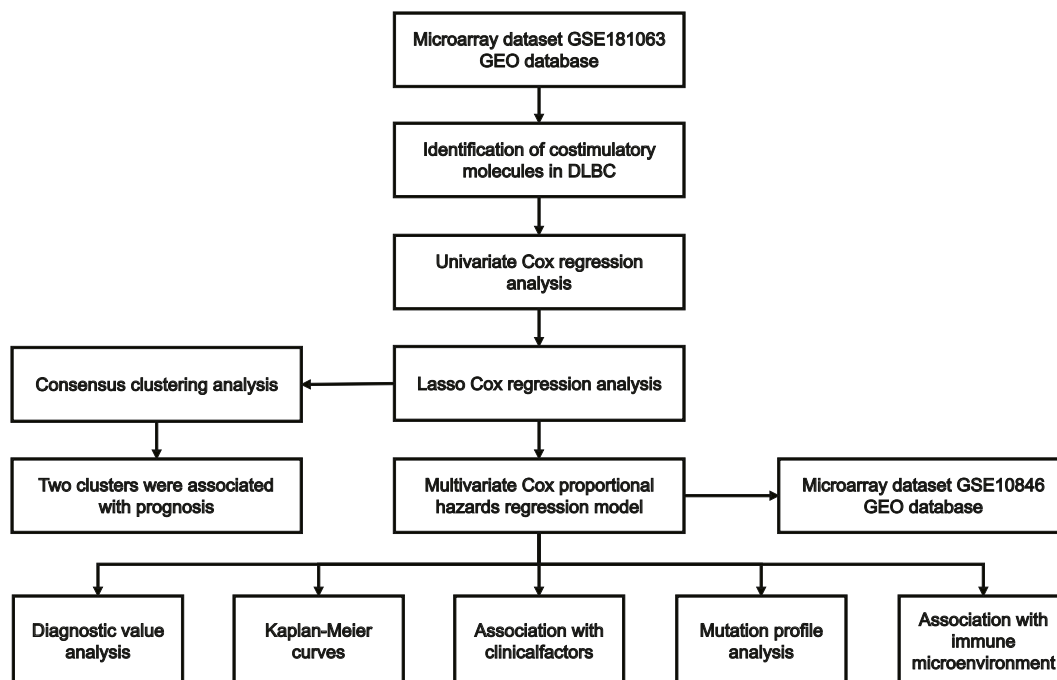 Microarray dataset GSE181063
GEO database
Identification of costimulatory
molecules in DLBC
Univariate Cox regression
analysis
Consensus clustering analysis
Lasso Cox regression analysis
Two clusters were associated
with prognosis
Multivariate Cox proportional
hazards regression model
Microarray dataset GSE10846
GEO database
Diagnostic value
analysis
Kaplan-Meier
curves
Association with
clinicalfactors
Mutation profile
analysis
Association with
immune
microenvironment